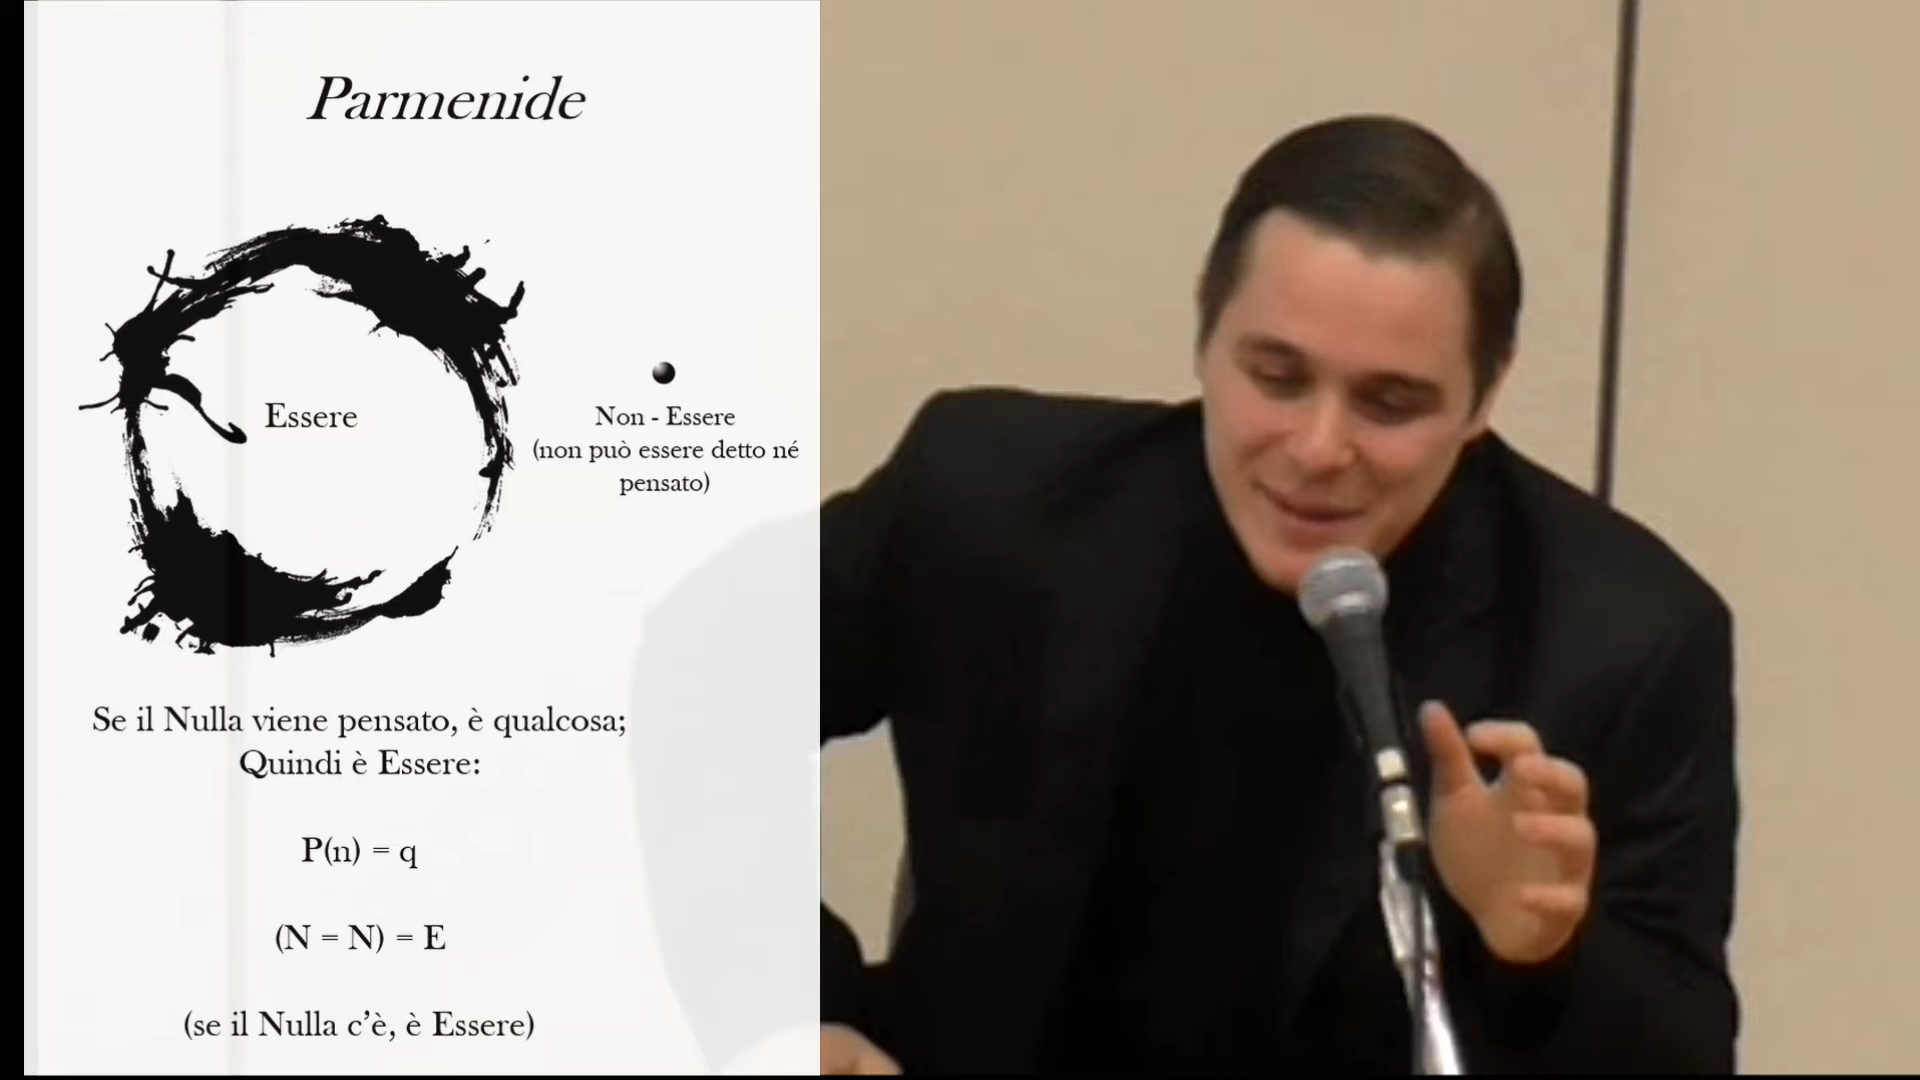 Parmenide
Essere
Non - Essere
(non può essere detto né
pensato)
Se il Nulla viene pensato, è qualcosa;
Quindi è Essere:
P(n) = q
(N = N) = E
(se il Nulla c'è, è Essere)